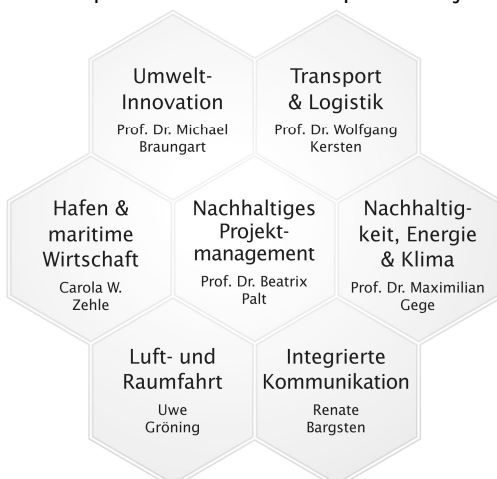 Umwelt-
Innovation
Prof. Dr. Michael
Braungart
Transport
& Logistik
Prof. Dr. Wolfgang
Kersten
Hafen &
maritime
Wirtschaft
Carola W.
Zehle
Nachhaltiges
Projekt-
management
Prof. Dr. Beatrix
Palt
Nachhaltig-
keit, Energie
& Klima
Prof. Dr. Maximilian
Gege
Luft- und
Raumfahrt
Uwe
Gröning
Integrierte
Kommunikation
Renate
Bargsten